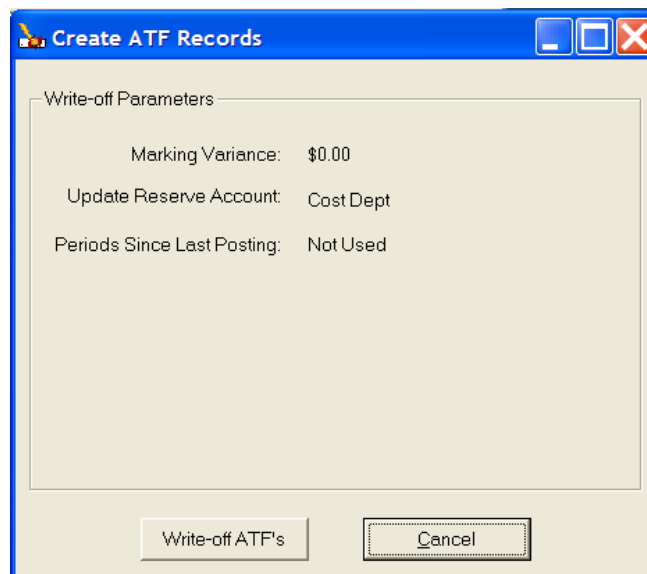 Create ATF Records
Write-off Parameters
Marking Variance: $0.00
Update Reserve Account: Cost Dept
Periods Since Last Posting: Not Used
Write-off ATF's Cancel